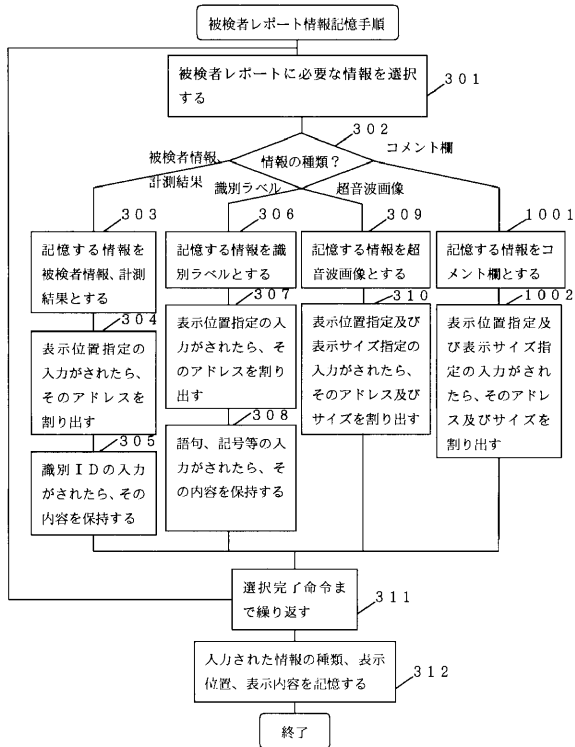 被検者レポート情報記憶手順
被検者レポートに必要な情報を選択
する
301
302
情報の種類?
被検者情報、
計測結果
識別ラベル
超音波画像
コメント欄
303
記憶する情報を
被検者情報、計測
結果とする
304
表示位置指定の
入力がされたら、
そのアドレスを
割り出す
305
識別IDの入力
がされたら、その
内容を保持する
306
記憶する情報を識
別ラベルとする
307
表示位置指定の入
力がされたら、そ
のアドレスを割り
出す
308
語句、記号等の入
力がされたら、そ
の内容を保持する
309
記憶する情報を超
音波画像とする
310
表示位置指定及び
表示サイズ指定の
入力がされたら、
そのアドレス及び
サイズを割り出す
1001
記憶する情報をコ
メント欄とする
1002
表示位置指定及
び表示サイズ指
定の入力がされ
たら、そのアドレ
ス及びサイズを
割り出す
選択完了命令ま
で繰り返す
311
入力された情報の種類、表示
位置、表示内容を記憶する
312
終了